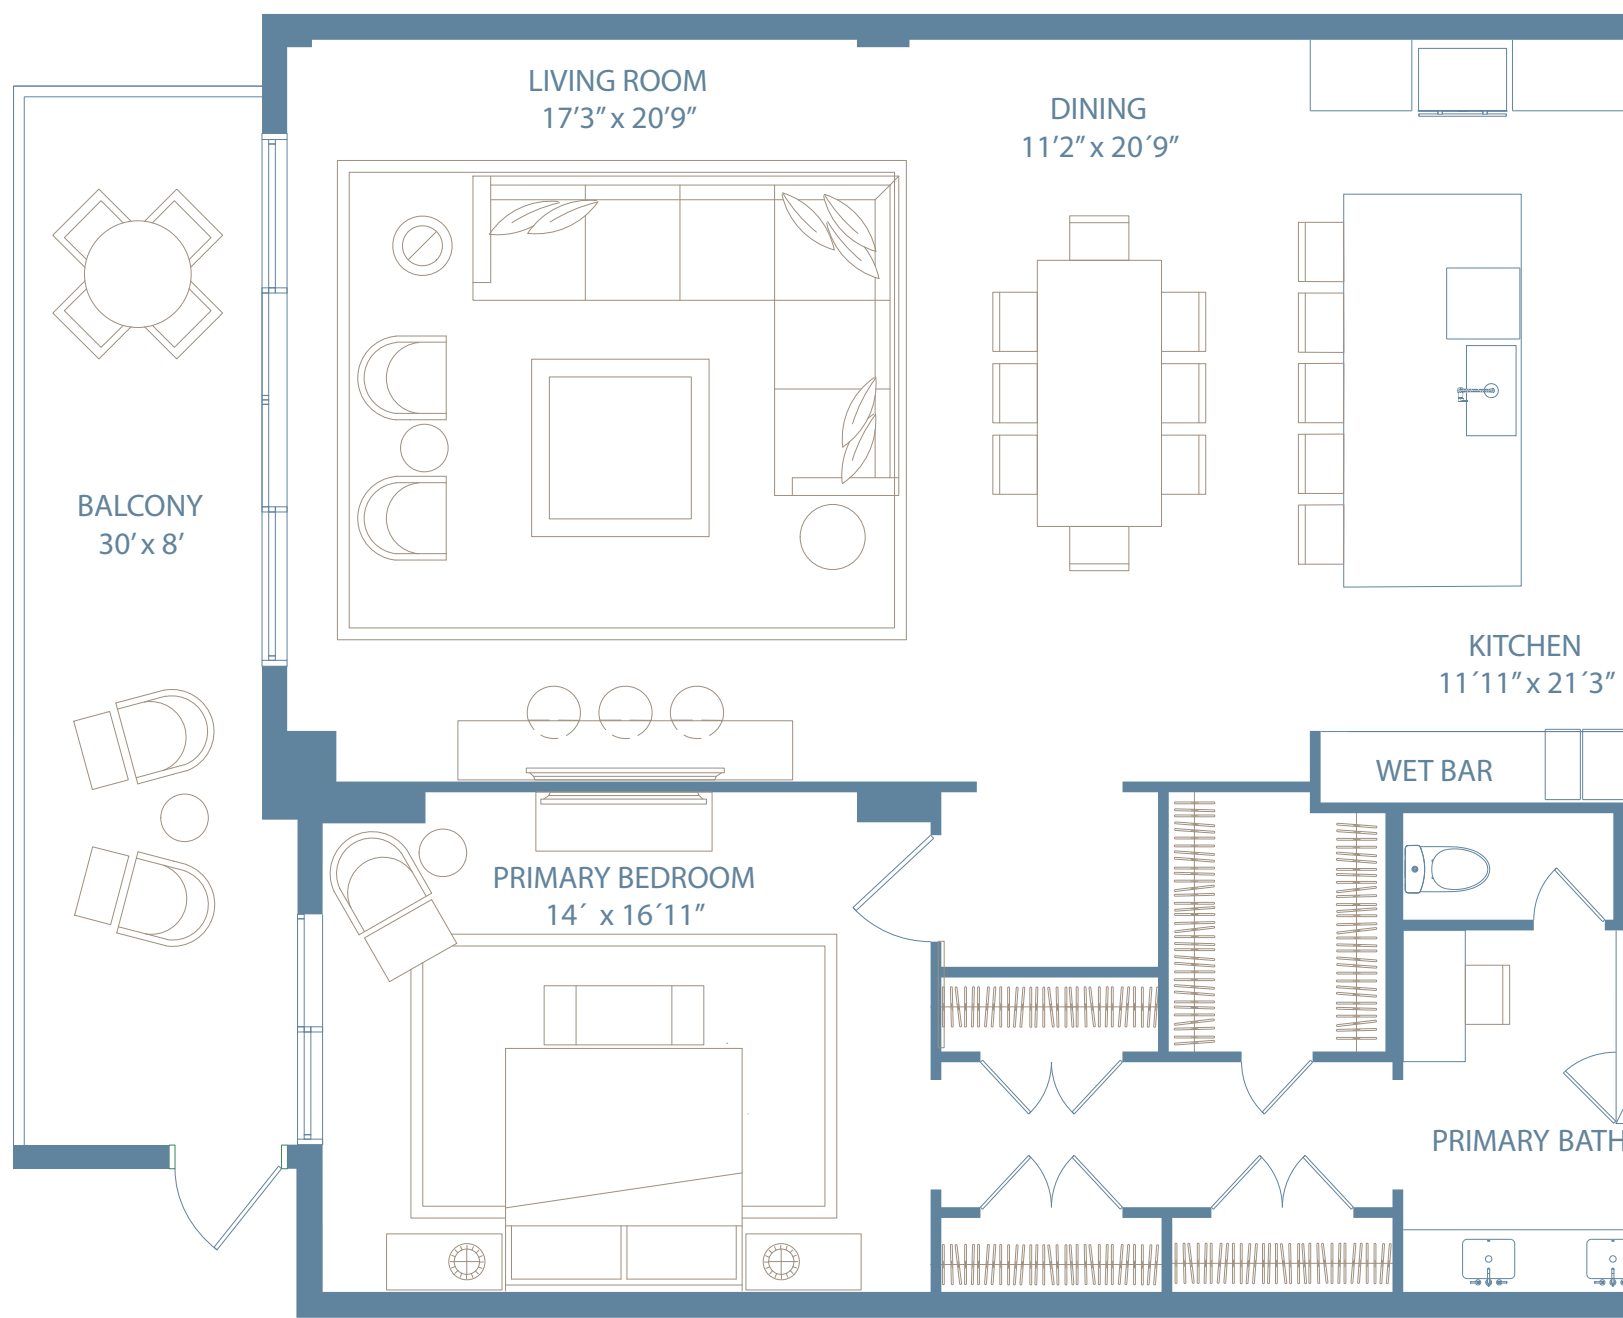 LIVING ROOM
17’3” x 20’9”
DINING
11’2” x 20´9”
BALCONY
30’ x 8’
KITCHEN
11´11” x 21´3”
WET BAR
PRIMARY BEDROOM
14´ x 16´11”
PRIMARY BATH